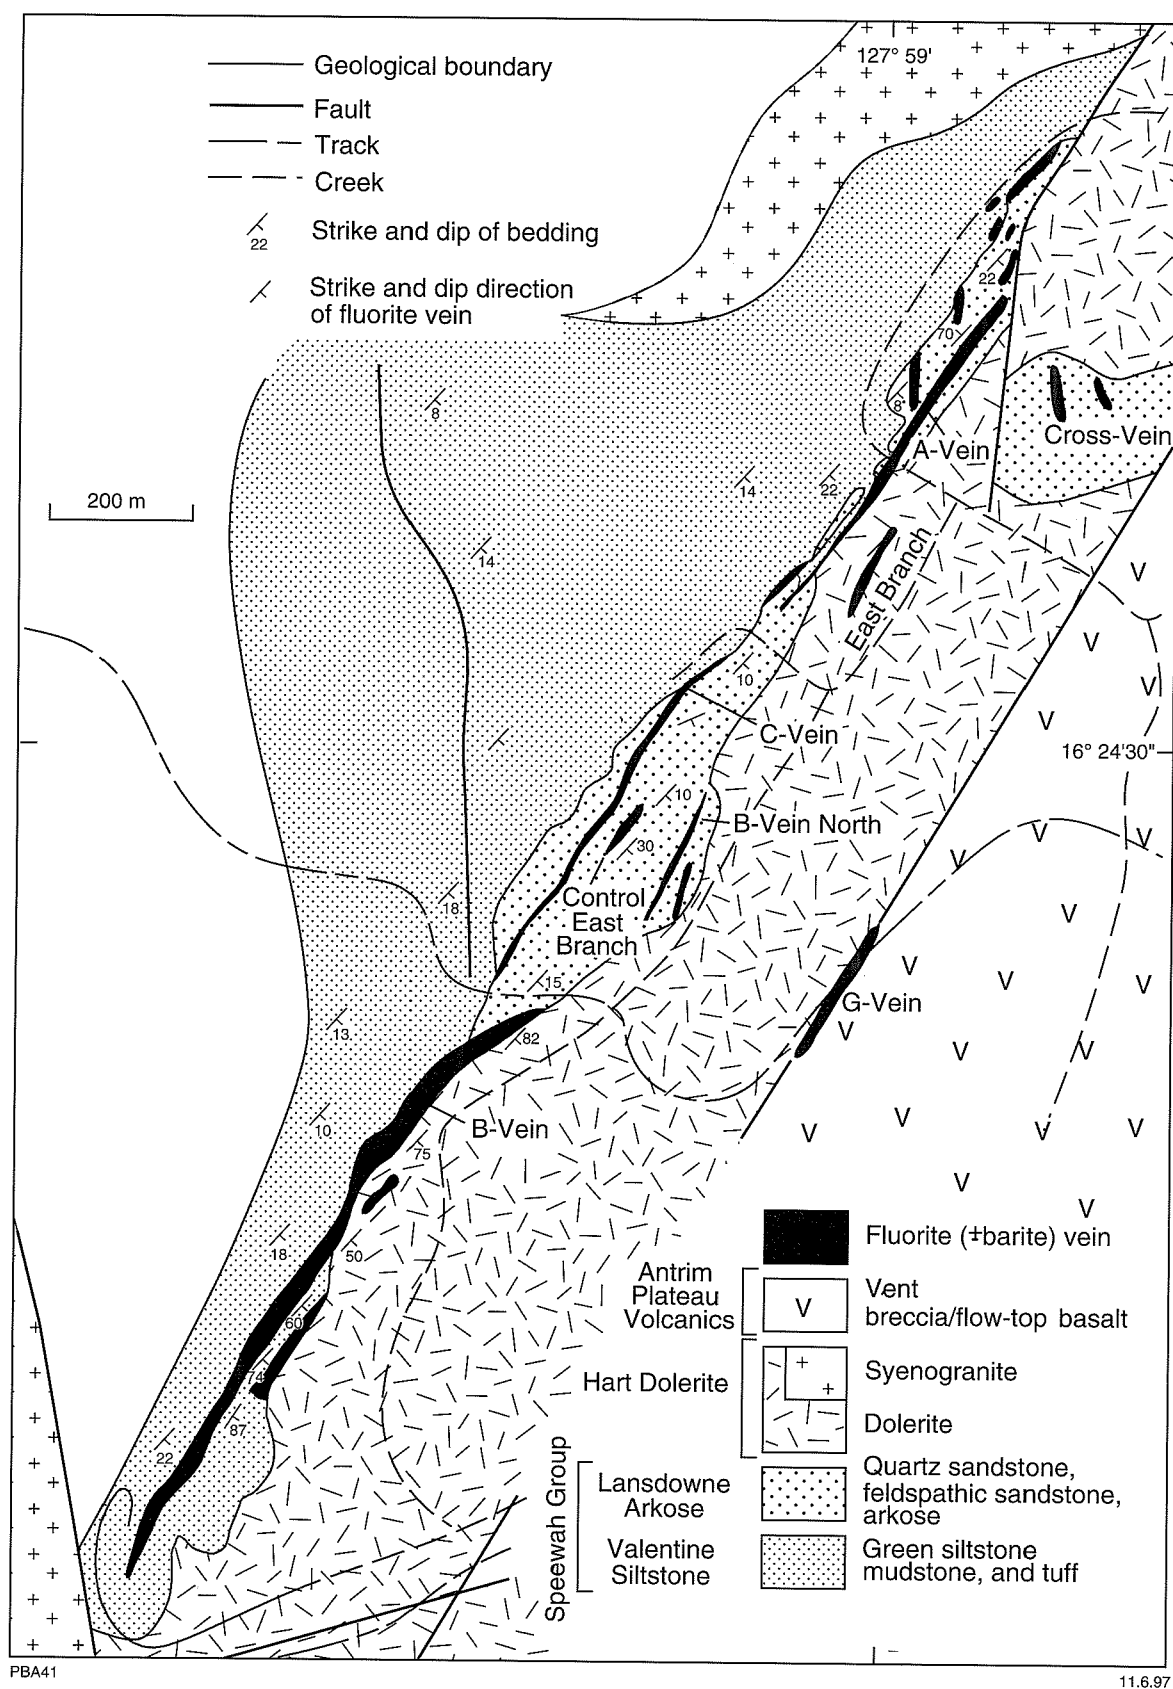 Geological boundary
Fault
Track
Creek
22
Strike and dip of bedding
Strike and dip direction
of fluorite vein
127° 59'
200 m
22
70
8
8
Cross-Vein
A-Vein
14
22
14
East Branch
10
C-Vein
16° 24'30"
10
B-Vein North
30
18
Control
East
Branch
15
G-Vein
13
82
10
B-Vein
75
18
50
60
74
87
22
Fluorite (±barite) vein
Antrim
Plateau
Volcanics
V
Vent
breccia/flow-top basalt
Hart Dolerite
Syenogranite
Dolerite
Speewah Group
Lansdowne
Arkose
Quartz sandstone,
feldspathic sandstone,
arkose
Valentine
Siltstone
Green siltstone
mudstone, and tuff
PBA41
11.6.97